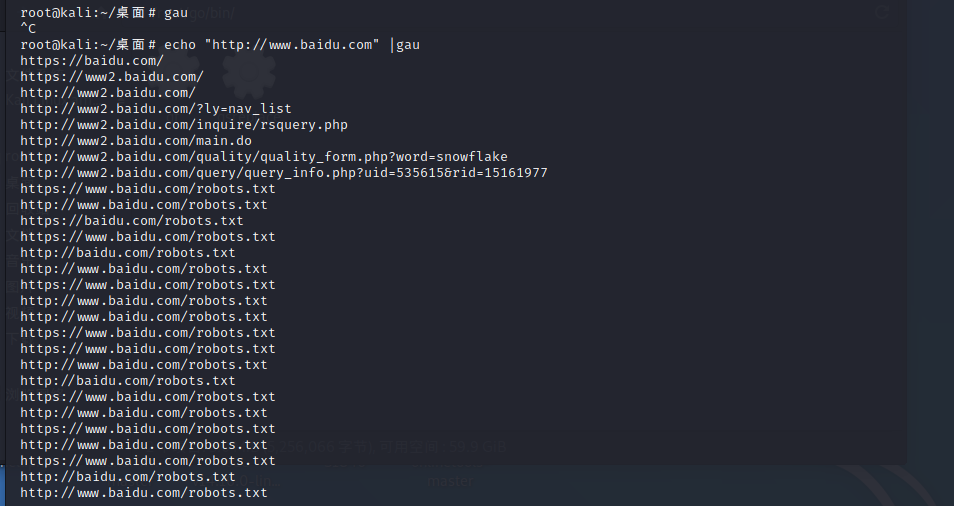 root@kali:~/桌面# gau
^C
root@kali:~/桌面# echo "http://www.baidu.com" |gau
https://baidu.com/
https://www2.baidu.com/
http://www2.baidu.com/
http://www2.baidu.com/?ly=nav_list
http://www2.baidu.com/inquire/rsquery.php
http://www2.baidu.com/main.do
http://www2.baidu.com/quality/quality_form.php?word=snowflake
http://www2.baidu.com/query/query_info.php?uid=535615&rid=15161977
https://www.baidu.com/robots.txt
http://www.baidu.com/robots.txt
https://baidu.com/robots.txt
https://www.baidu.com/robots.txt
http://baidu.com/robots.txt
http://www.baidu.com/robots.txt
https://www.baidu.com/robots.txt
http://www.baidu.com/robots.txt
http://www.baidu.com/robots.txt
https://www.baidu.com/robots.txt
https://www.baidu.com/robots.txt
http://www.baidu.com/robots.txt
http://baidu.com/robots.txt
https://www.baidu.com/robots.txt
http://www.baidu.com/robots.txt
https://www.baidu.com/robots.txt
http://www.baidu.com/robots.txt
https://www.baidu.com/robots.txt
http://baidu.com/robots.txt
http://www.baidu.com/robots.txt
master